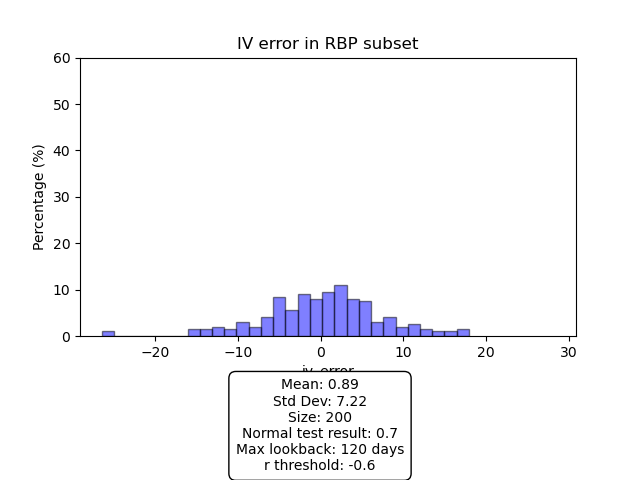 IV error in RBP subset
Percentage (%)
60
50
40
30
20
10
0
−20
−10
0
10
20
30
iv_error
Mean: 0.89
Std Dev: 7.22
Size: 200
Normal test result: 0.7
Max lookback: 120 days
r threshold: -0.6